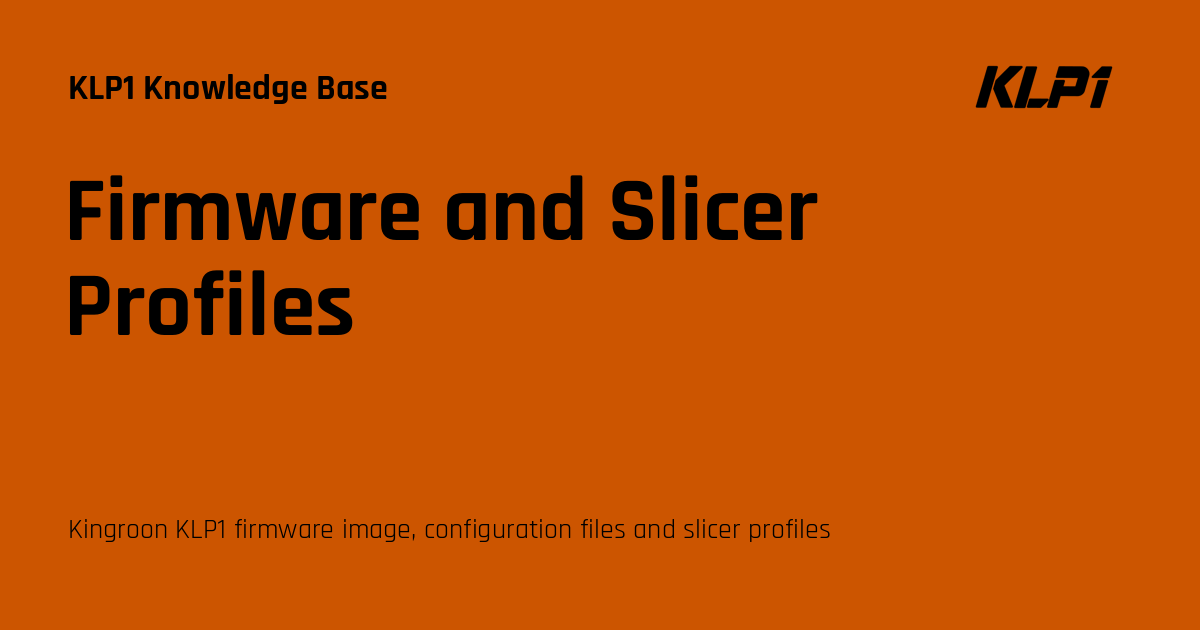 KLP1 Knowledge Base
KLP1
Firmware and Slicer
Profiles
Kingroon KLP1 firmware image, configuration files and slicer profiles